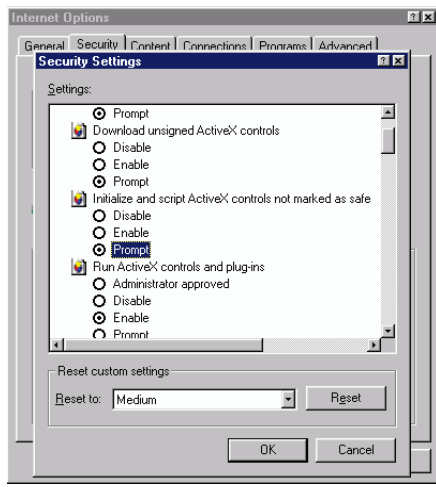 Internet Options
General Security Content Connections Programs Advanced
Security Settings
Settings:
Prompt
Download unsigned ActiveX controls
Disable
Enable
Prompt
Initialize and script ActiveX controls not marked as safe
Disable
Enable
Prompt
Run ActiveX controls and plug-ins
Administrator approved
Disable
Enable
Prompt
Reset custom settings
Reset to: Medium Reset
OK Cancel